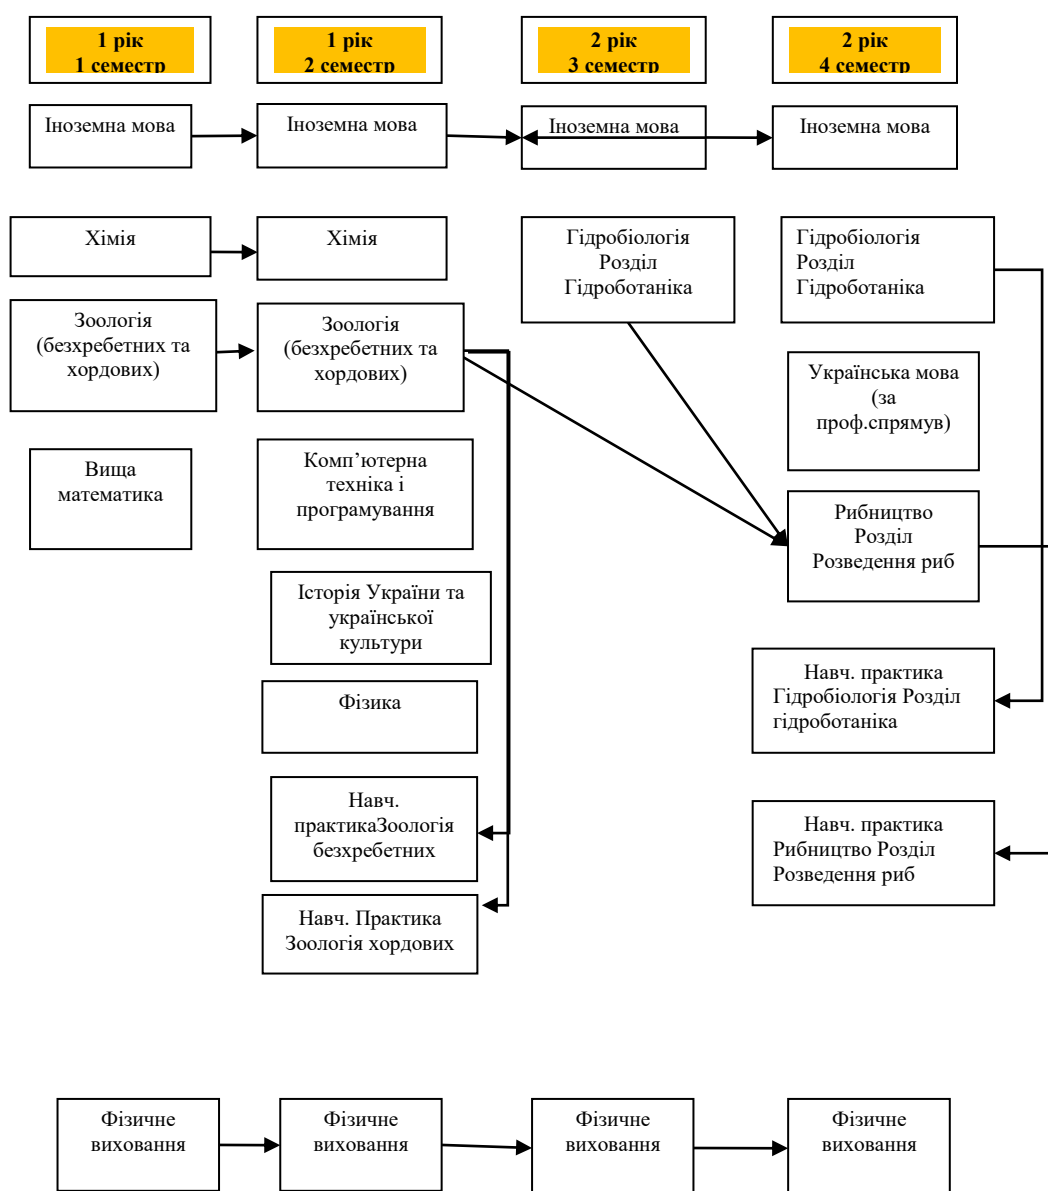 1 рік
1 семестр
1 рік
2 семестр
2 рік
3 семестр
2 рік
4 семестр
Іноземна мова
Іноземна мова
Іноземна мова
Іноземна мова
Хімія
Хімія
Гідробіологія
Розділ
Гідроботаніка
Гідробіологія
Розділ
Гідроботаніка
Зоологія
(безхребетних та
хордових)
Зоологія
(безхребетних та
хордових)
Українська мова
(за
проф.спрямув)
Вища
математика
Комп’ютерна
техніка і
програмування
Рибництво
Розділ
Розведення риб
Історія України та
української
культури
Фізика
Навч. практика
Гідробіологія Розділ
гідроботаніка
Навч.
практикаЗоологія
безхребетних
Навч. практика
Рибництво Розділ
Розведення риб
Навч. Практика
Зоологія хордових
Фізичне
виховання
Фізичне
виховання
Фізичне
виховання
Фізичне
виховання